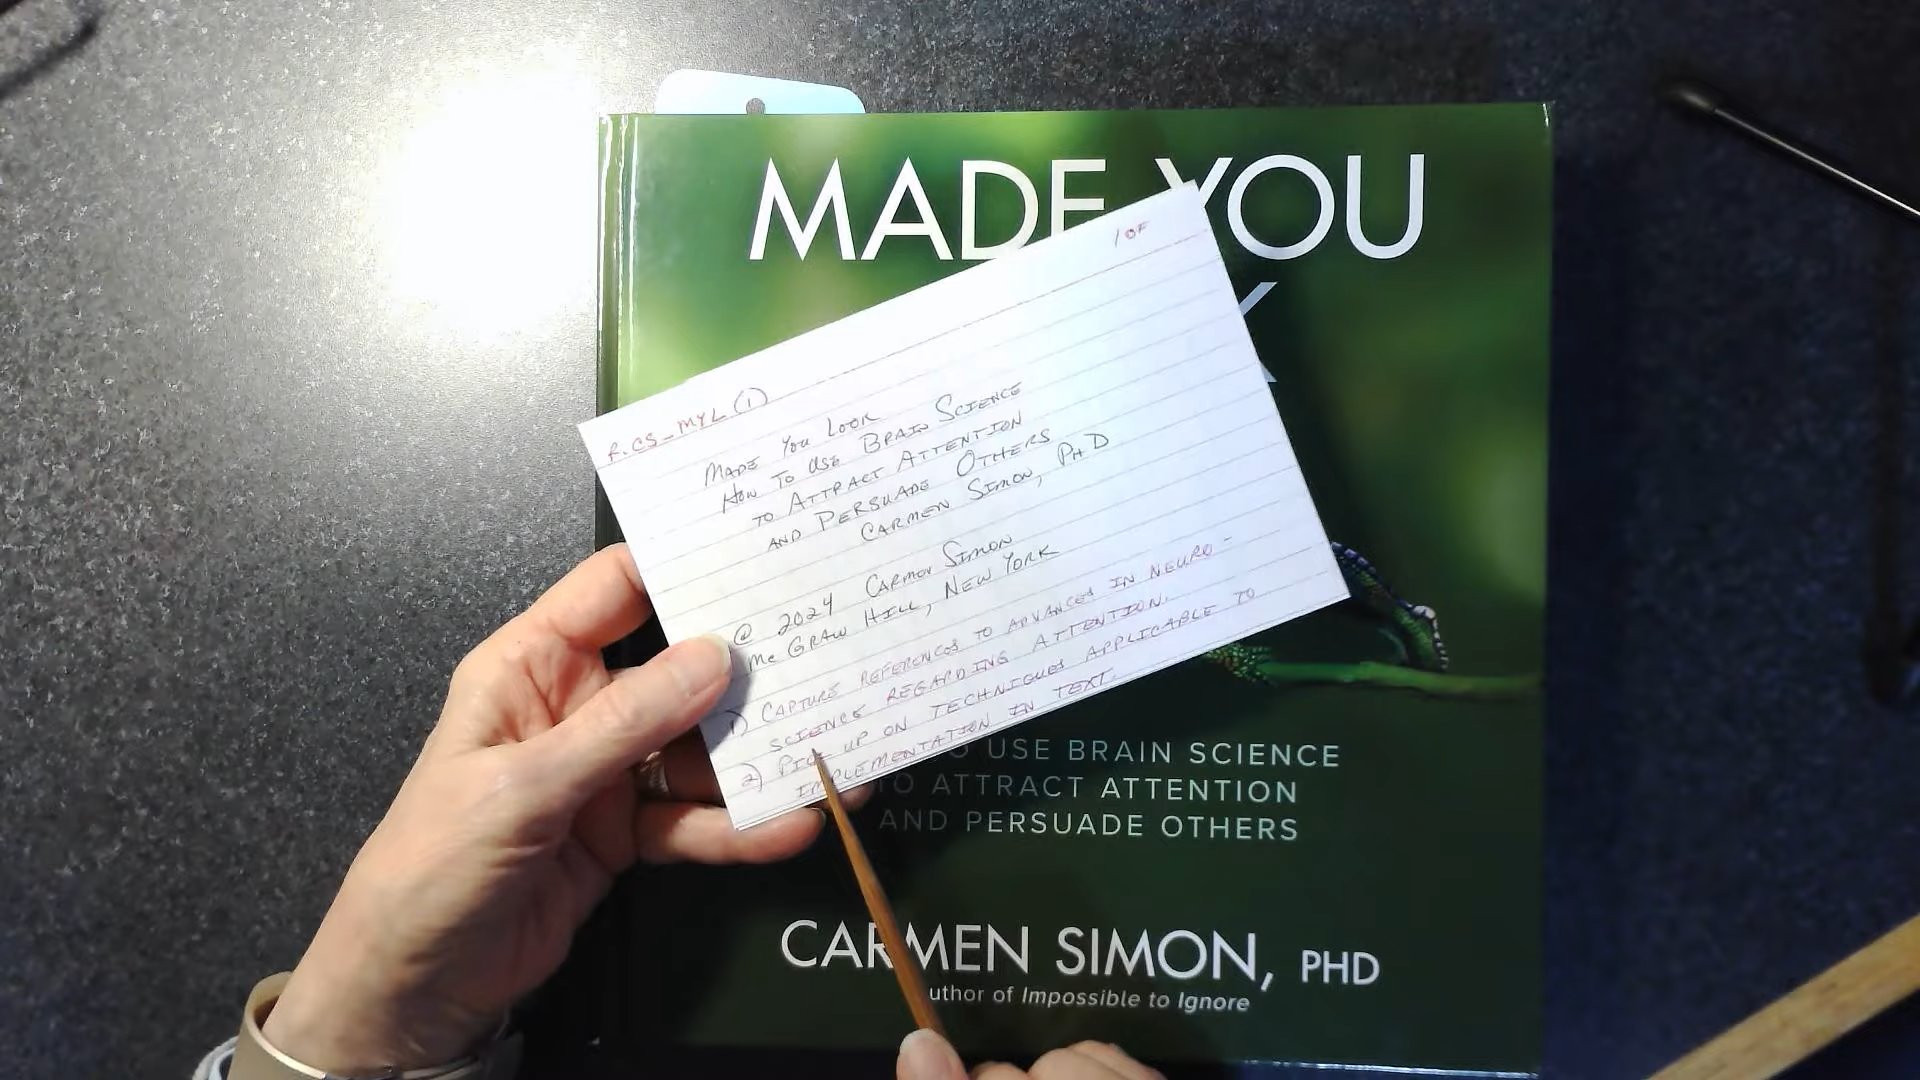 MADE YOU
1 OF
R.CS_MYL (1)
MADE YOU LOOK
HOW TO USE BRAIN SCIENCE
TO ATTRACT ATTENTION
AND PERSUADE OTHERS
CARMEN SIMON, PHD
@ 2024 CARMEN SIMON
MC GRAW HILL, NEW YORK
1) CAPTURE REFERENCES TO ADVANCES IN NEURO-
SCIENCE REGARDING ATTENTION.
2) PICK UP ON TECHNIQUES APPLICABLE TO
IMPLEMENTATION IN TEXT.
USE BRAIN SCIENCE
TO ATTRACT ATTENTION
AND PERSUADE OTHERS
CARMEN SIMON, PHD
uthor of Impossible to Ignore